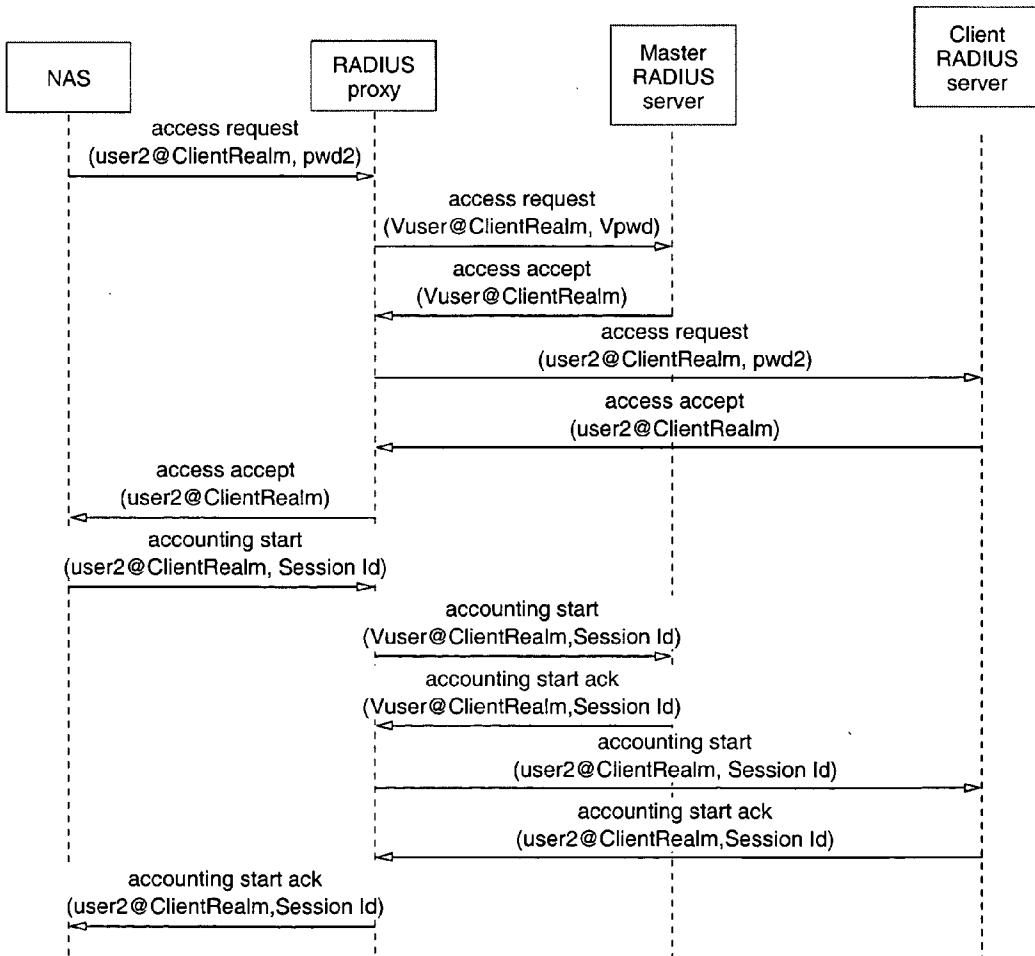 NAS
RADIUS
proxy
Master
RADIUS
server
Client
RADIUS
server
access request
(user2@ClientRealm, pwd2)
access request
(Vuser@ClientRealm, Vpwd)
access accept
(Vuser@ClientRealm)
access request
(user2@ClientRealm, pwd2)
access accept
(user2@ClientRealm)
access accept
(user2@ClientRealm)
accounting start
(user2@ClientRealm, Session Id)
accounting start
(Vuser@ClientRealm,Session Id)
accounting start ack
(Vuser@ClientRealm,Session Id)
accounting start
(user2@ClientRealm, Session Id)
accounting start ack
(user2@ClientRealm,Session Id)
accounting start ack
(user2@ClientRealm,Session Id)